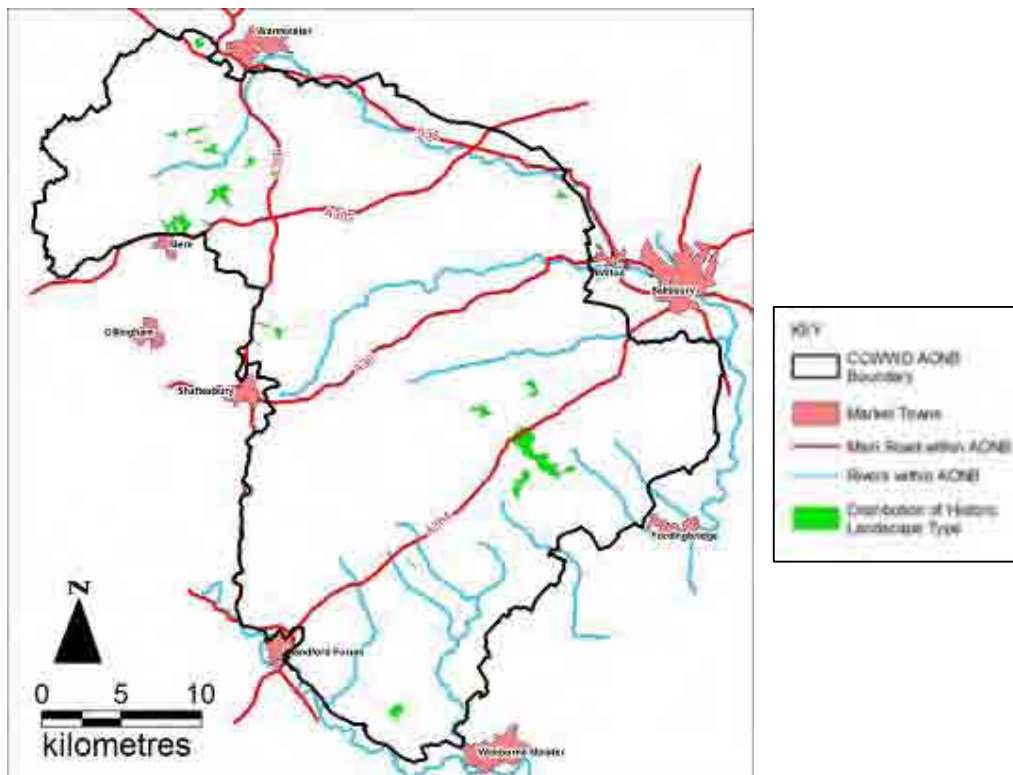 Warminster
A36
A303
Mere
Wilton
Salisbury
Gillingham
Shaftesbury
A30
Fordingbridge
A354
N
Blandford Forum
0 5 10
kilometres
Wimborne Minster
KEY
CCWWD AONB
Boundary
Market Towns
Main Road within AONB
Rivers within AONB
Distribution of Historic
Landscape Type